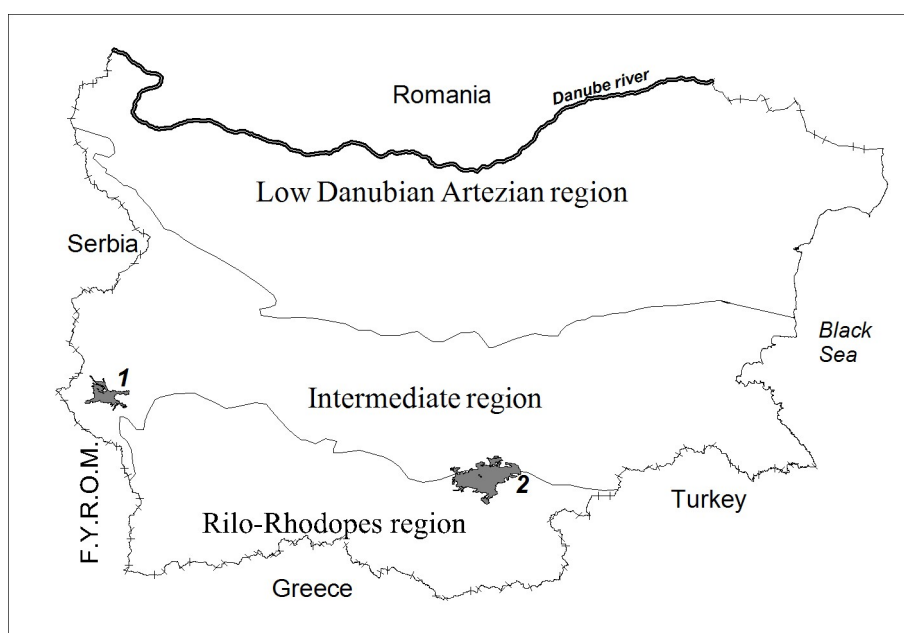 Danube river
Romania
Low Danubian Artezian region
Serbia
Black
Sea
1
Intermediate region
F.Y.R.O.M.
2
Turkey
Rilo-Rhodopes region
Greece